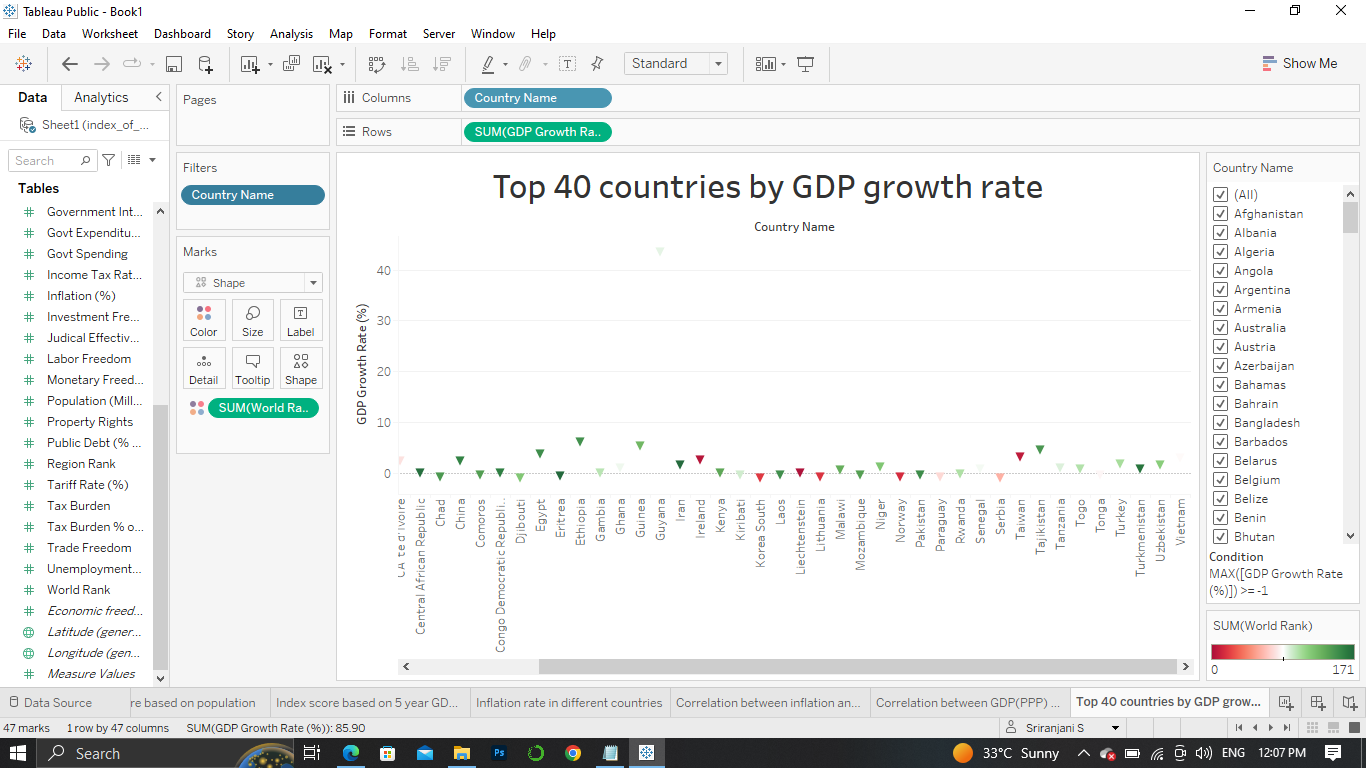 Tableau Public - Book1
File Data Worksheet Dashboard Story Analysis Map Format Server Window Help
Standard
Show Me
Data Analytics
Sheet1 (index_of_...
Search
Tables
Government Int...
Govt Expenditu...
Govt Spending
Income Tax Rat...
Inflation (%)
Investment Fre...
Judical Effectiv...
Labor Freedom
Monetary Freed...
Population (Mill...
Property Rights
Public Debt (% ...
Region Rank
Tariff Rate (%)
Tax Burden
Tax Burden % o...
Trade Freedom
Unemployment...
World Rank
Economic freed...
Latitude (gener...
Longitude (gen...
Measure Values
Pages
Filters
Country Name
Marks
Shape
Color Size Label
Detail Tooltip Shape
SUM(World Ra..
Columns Country Name
Rows SUM(GDP Growth Ra..
Top 40 countries by GDP growth rate
Country Name
GDP Growth Rate (%)
40
30
20
10
0
Central African Republic
Chad
China
Comoros
Congo Democratic Republi..
Djibouti
Egypt
Eritrea
Ethiopia
Gambia
Ghana
Guinea
Guyana
Iran
Ireland
Kenya
Kiribati
Korea South
Laos
Liechtenstein
Lithuania
Malawi
Mozambique
Niger
Norway
Pakistan
Paraguay
Rwanda
Senegal
Serbia
Taiwan
Tajikistan
Tanzania
Togo
Tonga
Turkey
Turkmenistan
Uzbekistan
Vietnam
Country Name
(All)
Afghanistan
Albania
Algeria
Angola
Argentina
Armenia
Australia
Austria
Azerbaijan
Bahamas
Bahrain
Bangladesh
Barbados
Belarus
Belgium
Belize
Benin
Bhutan
Condition
MAX([GDP Growth Rate
(%)]) >= -1
SUM(World Rank)
0 171
Data Source
re based on population
Index score based on 5 year GD...
Inflation rate in different countries
Correlation between inflation an...
Correlation between GDP(PPP) ...
Top 40 countries by GDP grow...
47 marks 1 row by 47 columns SUM(GDP Growth Rate (%)): 85.90
Sriranjani S
Search
33°C Sunny
ENG 12:07 PM